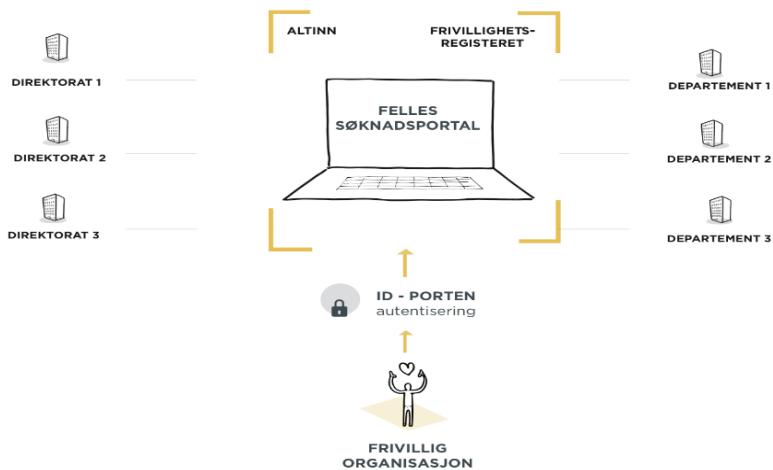 ALTINN
FRIVILLIGHETS-
REGISTERET
DIREKTORAT 1
DIREKTORAT 2
DIREKTORAT 3
FELLES
SØKNADSPORTAL
DEPARTEMENT 1
DEPARTEMENT 2
DEPARTEMENT 3
ID - PORTEN
autentisering
FRIVILLIG
ORGANISASJON